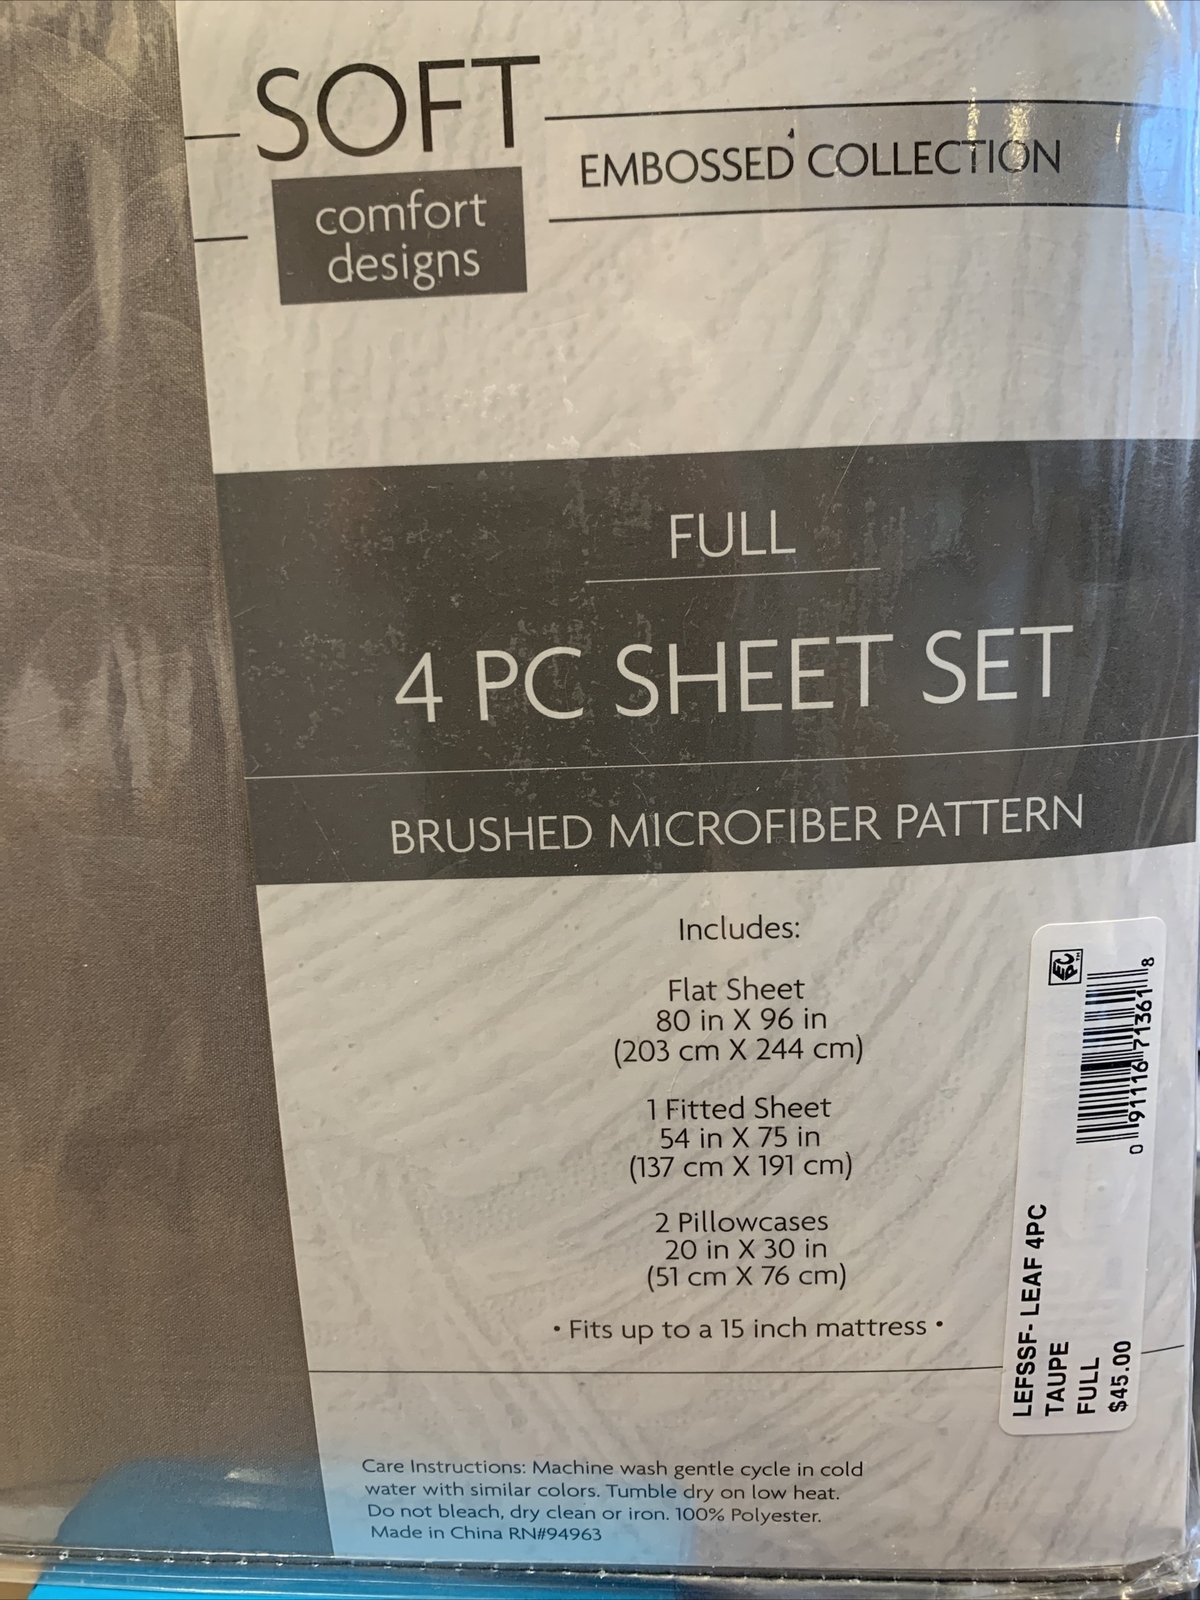 SOFT
comfort
designs
EMBOSSED COLLECTION
FULL
4 PC SHEET SET
BRUSHED MICROFIBER PATTERN
Includes:
Flat Sheet
80 in X 96 in
(203 cm X 244 cm)
1 Fitted Sheet
54 in X 75 in
(137 cm X 191 cm)
2 Pillowcases
20 in X 30 in
(51 cm X 76 cm)
• Fits up to a 15 inch mattress •
Care Instructions: Machine wash gentle cycle in cold
water with similar colors. Tumble dry on low heat.
Do not bleach, dry clean or iron. 100% Polyester.
Made in China RN#94963
0 91116 71361 8
LEFSSF- LEAF 4PC
TAUPE
FULL
$45.00